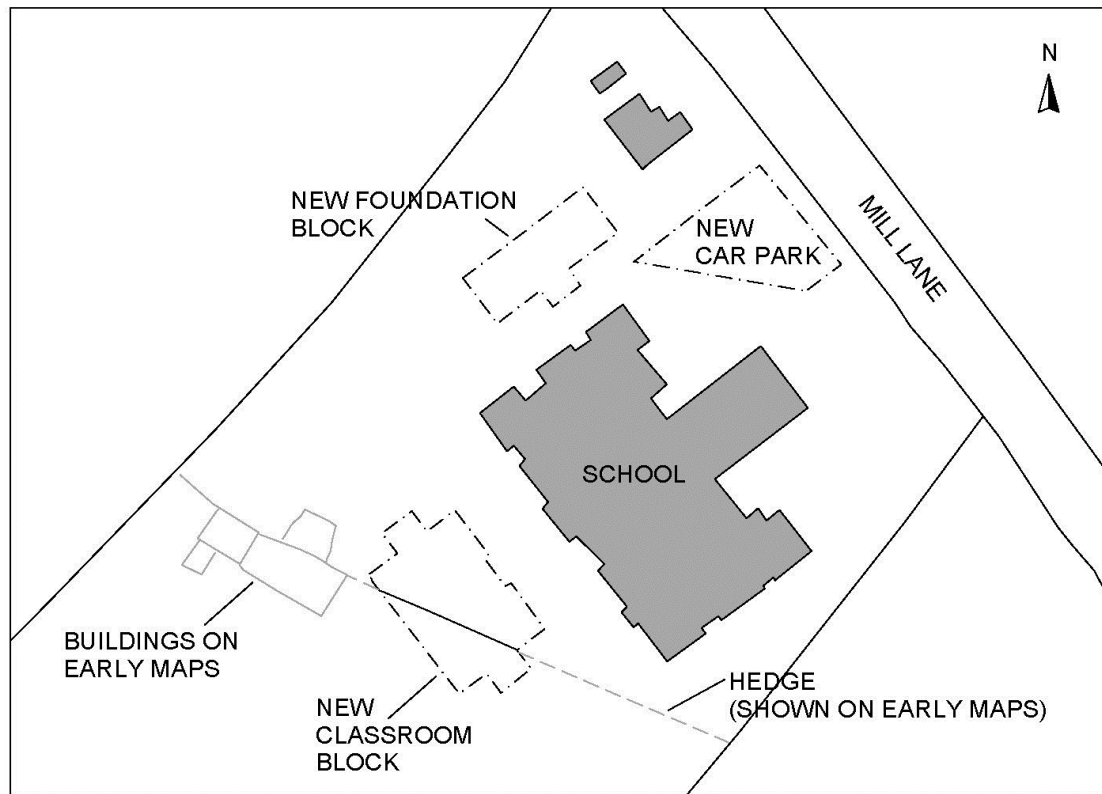 N
NEW FOUNDATION
BLOCK
NEW
CAR PARK
MILL LANE
SCHOOL
BUILDINGS ON
EARLY MAPS
HEDGE
(SHOWN ON EARLY MAPS)
NEW
CLASSROOM
BLOCK